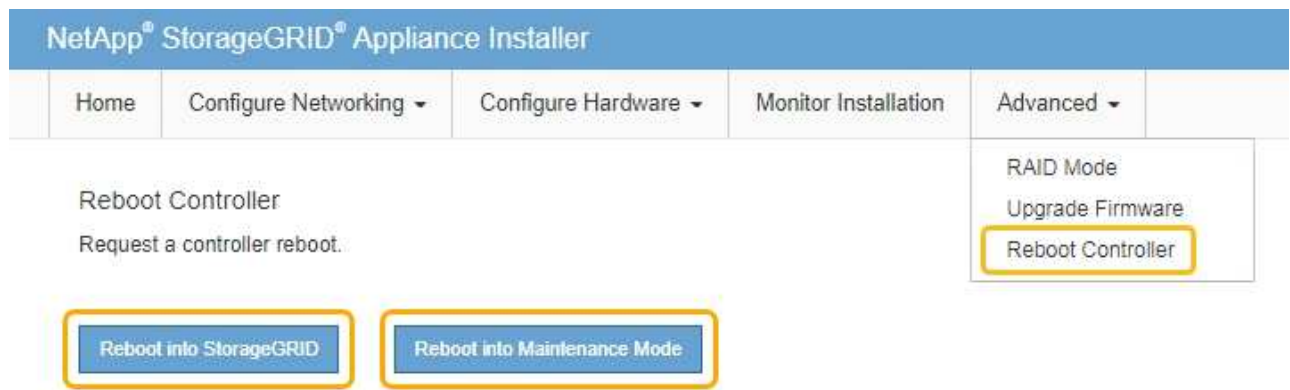 NetApp® StorageGRID® Appliance Installer
Home Configure Networking Configure Hardware Monitor Installation Advanced
RAID Mode
Upgrade Firmware
Reboot Controller
Reboot Controller
Request a controller reboot.
Reboot into StorageGRID Reboot into Maintenance Mode